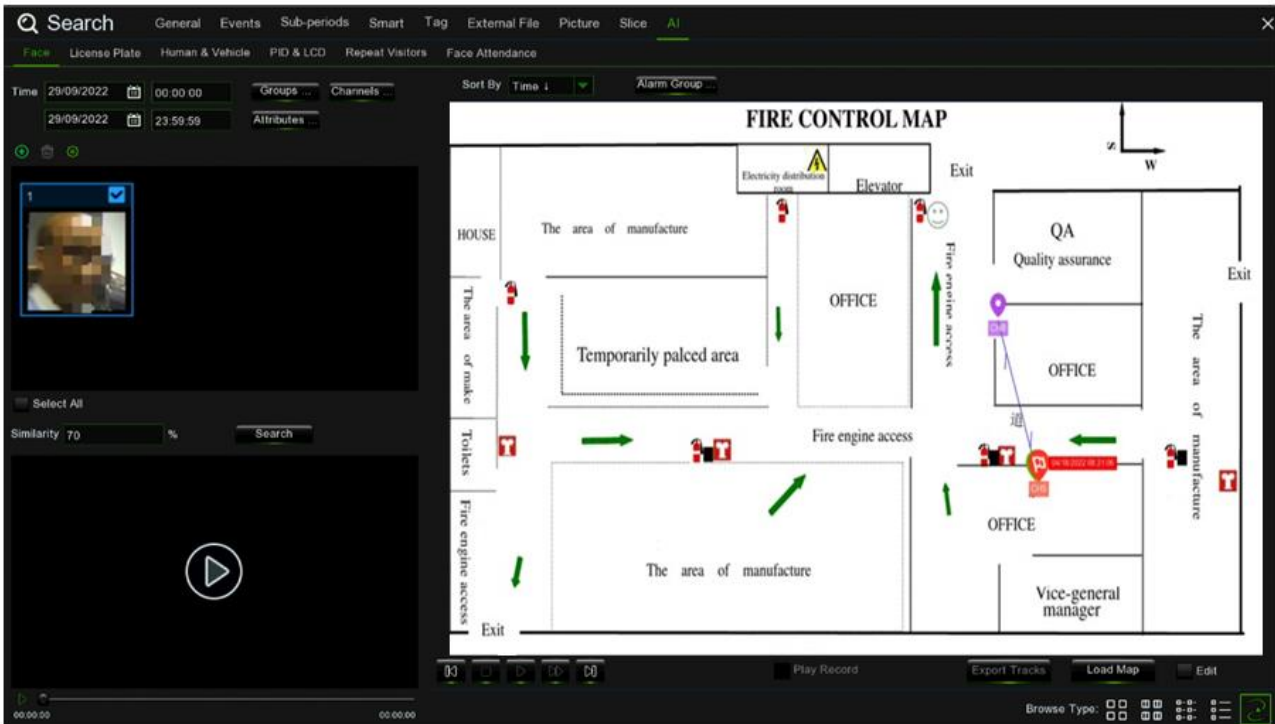 Search
General Events Sub-periods Smart Tag External File Picture Slice AI
Face License Plate Human & Vehicle PID & LCD Repeat Visitors Face Attendance
Time 29/09/2022 00:00:00 Groups ... Channels ...
29/09/2022 23:59:59 Attributes ...
Sort By Time ↓ Alarm Group ...
1
Select All
Similarity 70 % Search
00:00:00 00:00:00
FIRE CONTROL MAP
S
W
Electricity distribution
room
Elevator
Exit
HOUSE
The area of manufacture
QA
Quality assurance
Exit
The area of make
Temporarily palced area
OFFICE
Fire engine access
OFFICE
The area of manufacture
道
Toilets
Fire engine access
Fire engine access
OFFICE
The area of manufacture
Vice-general
manager
Exit
Play Record Export Tracks Load Map Edit
Browse Type: